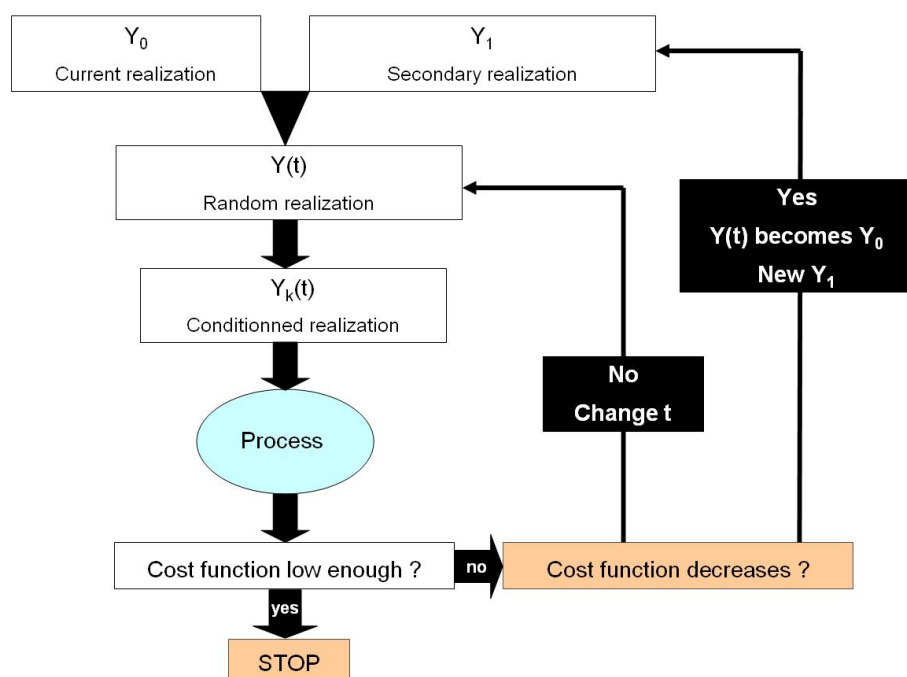 Y₀
Current realization
Y₁
Secondary realization
Y(t)
Random realization
Yₖ(t)
Conditionned realization
Process
Cost function low enough ?
no
yes
STOP
Cost function decreases ?
No
Change t
Yes
Y(t) becomes Y₀
New Y₁